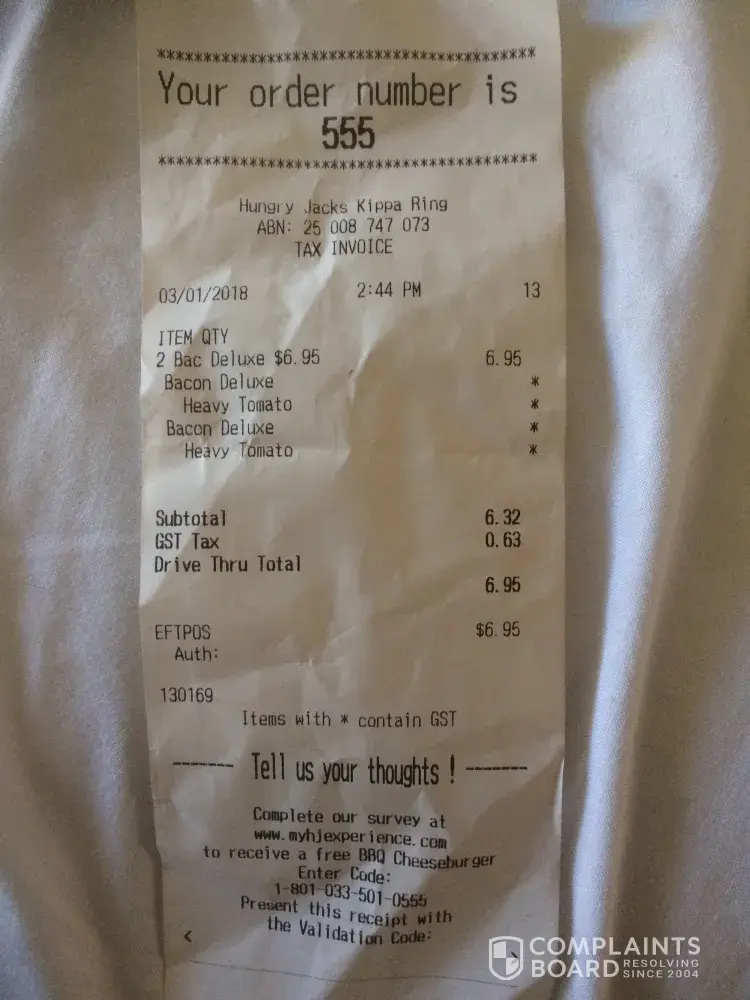 ****************************************
Your order number is
555
****************************************
Hungry Jacks Kippa Ring
ABN: 25 008 747 073
TAX INVOICE
03/01/2018 2:44 PM 13
ITEM QTY
2 Bac Deluxe $6.95 6.95
Bacon Deluxe *
Heavy Tomato *
Bacon Deluxe *
Heavy Tomato *
Subtotal 6.32
GST Tax 0.63
Drive Thru Total
6.95
EFTPOS $6.95
Auth:
130169
Items with * contain GST
------- Tell us your thoughts ! -------
Complete our survey at
www.myhjexperience.com
to receive a free BBQ Cheeseburger
Enter Code:
1-801-033-501-0555
Present this receipt with
the Validation Code:
< >
COMPLAINTS
BOARD RESOLVING
SINCE 2004